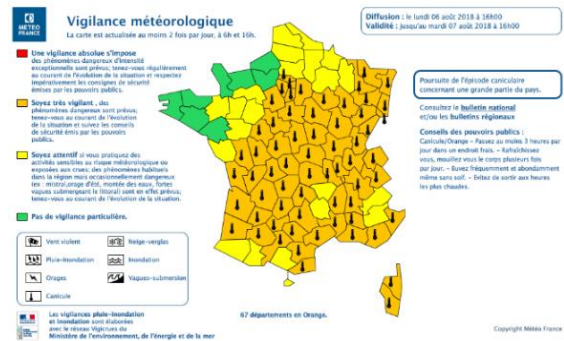 METEO
FRANCE
Vigilance météorologique
La carte est actualisée au moins 2 fois par jour, à 6h et 16h.
Diffusion : le lundi 06 août 2018 à 16h00
Validité : jusqu'au mardi 07 août 2018 à 16h00
Une vigilance absolue s'impose
des phénomènes dangereux d'intensité
exceptionnelle sont prévus; tenez-vous régulièrement
au courant de l'évolution de la situation et respectez
impérativement les consignes de sécurité
émises par les pouvoirs publics.
Soyez très vigilant, des
phénomènes dangereux sont prévus;
tenez-vous au courant de l'évolution
de la situation et suivez les conseils
de sécurité émis par les pouvoirs
publics.
Soyez attentif si vous pratiquez des
activités sensibles au risque météorologique ou
exposées aux crues; des phénomènes habituels
dans la région mais occasionnellement dangereux
(ex : mistral, orage d'été, montée des eaux, fortes
vagues submergeant le littoral) sont en effet prévus;
tenez-vous au courant de l'évolution de la situation.
Pas de vigilance particulière.
Vent violent
Neige-verglas
Pluie-Inondation
Inondation
Orages
Vagues-submersion
Canicule
Les vigilances pluie-inondation
et inondation sont élaborées
avec le réseau Vigicrues du
Ministère de l'environnement, de l'énergie et de la mer
67 départements en Orange.
Poursuite de l'épisode caniculaire
concernant une grande partie du pays.
Consultez le bulletin national
et/ou les bulletins régionaux
Conseils des pouvoirs publics :
Canicule/Orange - Passez au moins 3 heures par
jour dans un endroit frais. - Rafraîchissez
vous, mouillez vous le corps plusieurs fois
par jour. - Buvez fréquemment et abondamment
même sans soif. - Evitez de sortir aux heures
les plus chaudes.
Copyright Météo France